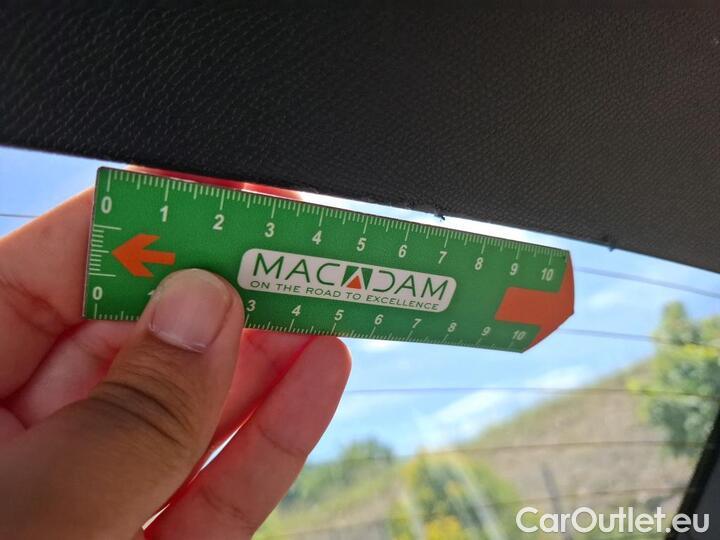 0 1 2 3 4 5 6 7 8 9 10
MACADAM
ON THE ROAD TO EXCELLENCE
0 1 3 4 5 6 7 8 9 10
CarOutlet.eu